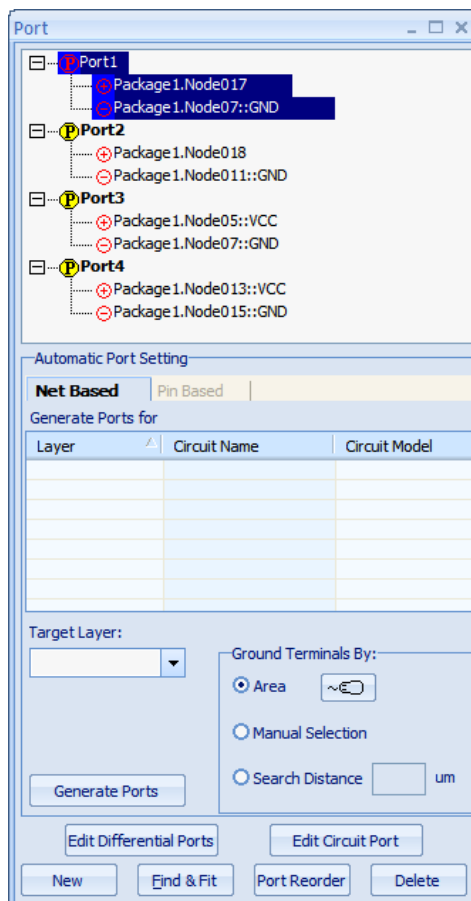 Port
Port1
Package1.Node017
Package1.Node07::GND
Port2
Package1.Node018
Package1.Node011::GND
Port3
Package1.Node05::VCC
Package1.Node07::GND
Port4
Package1.Node013::VCC
Package1.Node015::GND
Automatic Port Setting
Net Based Pin Based
Generate Ports for
Layer Circuit Name Circuit Model
Target Layer:
Ground Terminals By:
Area
Manual Selection
Search Distance um
Generate Ports
Edit Differential Ports Edit Circuit Port
New Find & Fit Port Reorder Delete